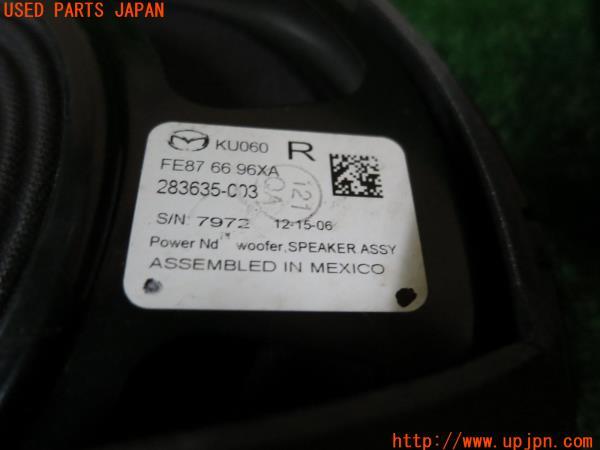 USED PARTS JAPAN
KU060 R
FE87 66 96XA
283635-003
121
QA
S/N: 7972 12-15-06
Power Nd™ woofer, SPEAKER ASSY
ASSEMBLED IN MEXICO
http://www.upjpn.com/